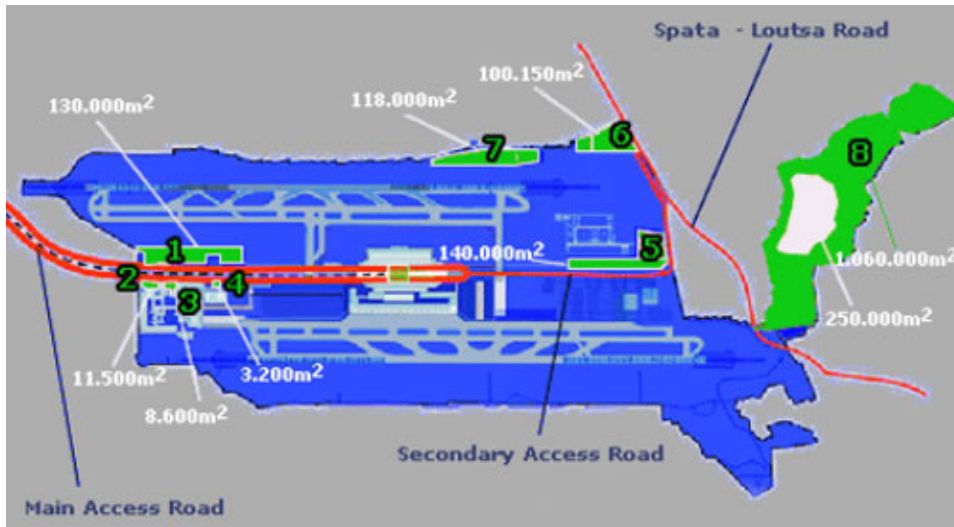 Spata - Loutsa Road
100.150m²
118.000m²
130.000m²
6
7
8
1
140.000m²
5
2
4
1.060.000m²
3
250.000m²
11.500m²
3.200m²
8.600m²
Secondary Access Road
Main Access Road